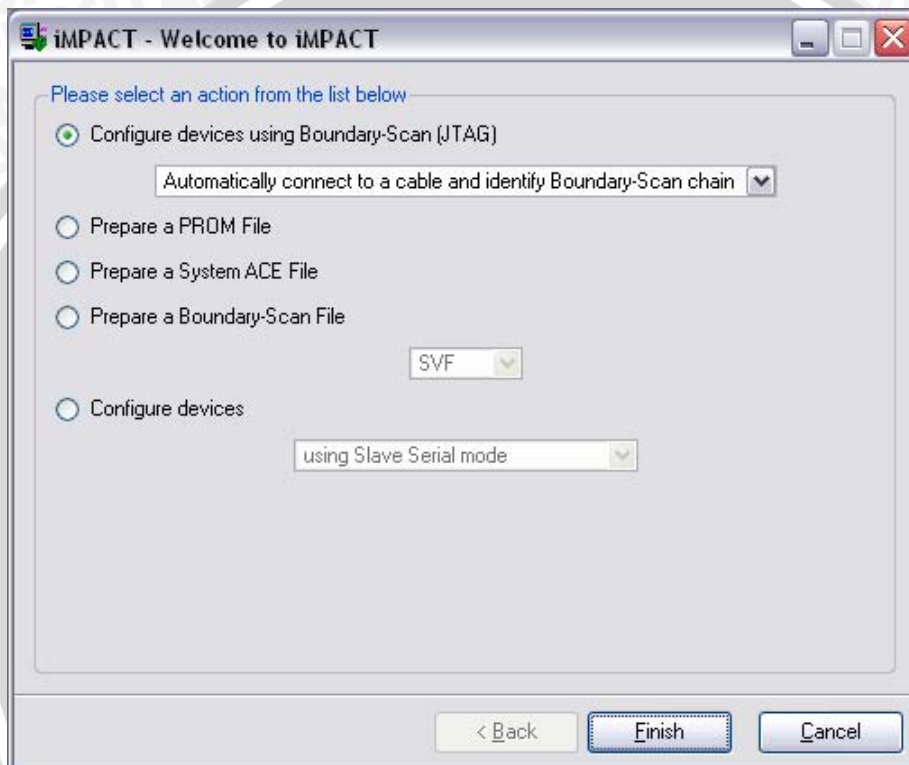 iMPACT - Welcome to iMPACT
Please select an action from the list below
Configure devices using Boundary-Scan (JTAG)
Automatically connect to a cable and identify Boundary-Scan chain
Prepare a PROM File
Prepare a System ACE File
Prepare a Boundary-Scan File
SVF
Configure devices
using Slave Serial mode
< Back
Finish
Cancel